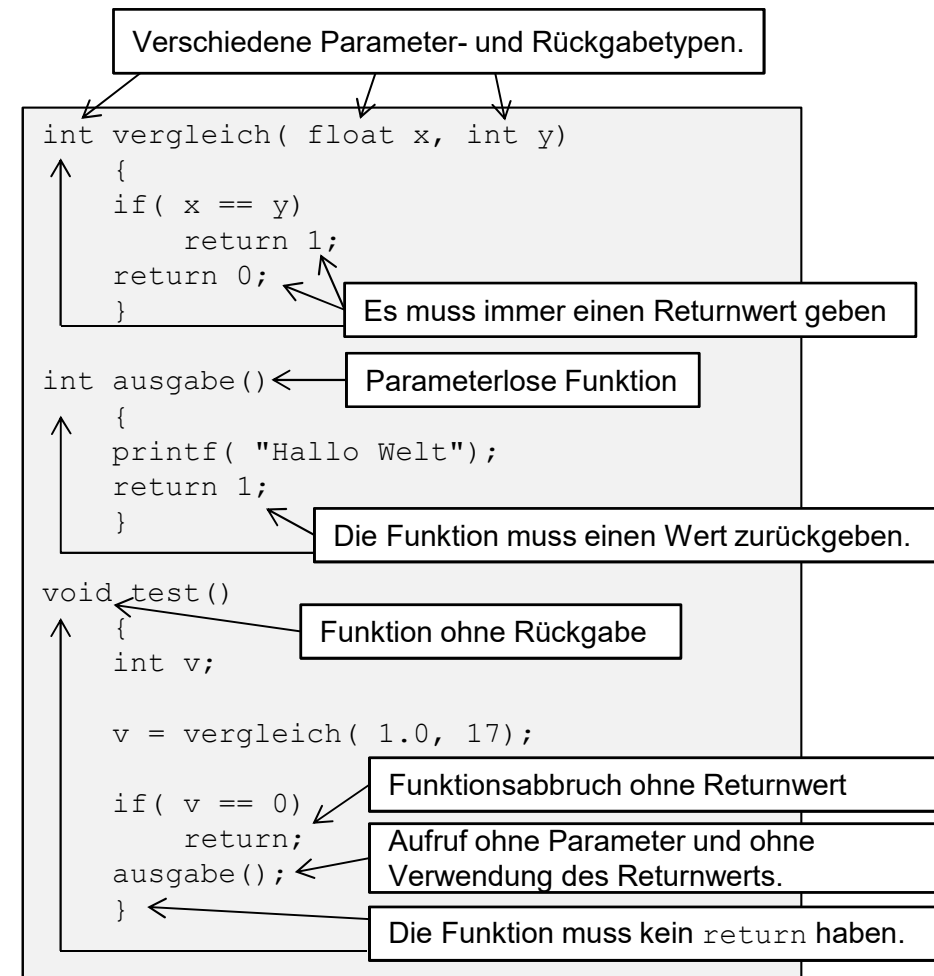 Verschiedene Parameter- und Rückgabetypen.
int vergleich( float x, int y)
{
if( x == y)
return 1;
return 0;
}
Es muss immer einen Returnwert geben
int ausgabe()
Parameterlose Funktion
{
printf( "Hallo Welt");
return 1;
}
Die Funktion muss einen Wert zurückgeben.
void test()
{
Funktion ohne Rückgabe
int v;
v = vergleich( 1.0, 17);
Funktionsabbruch ohne Returnwert
if( v == 0)
return;
Aufruf ohne Parameter und ohne
Verwendung des Returnwerts.
ausgabe();
}
Die Funktion muss kein return haben.